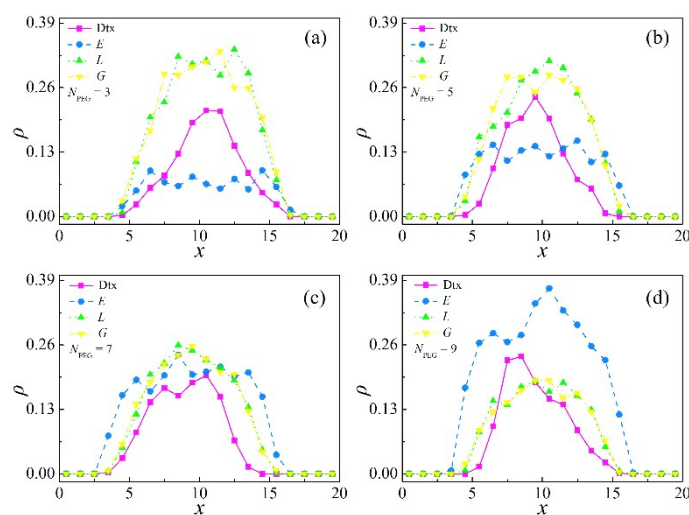 0.39
0.26
0.13
0.00
ρ
Dtx
E
L
G
N_PEG = 3
(a)
0 5 10 15 20
x
0.39
0.26
0.13
0.00
ρ
Dtx
E
L
G
N_PEG = 5
(b)
0 5 10 15 20
x
0.39
0.26
0.13
0.00
ρ
Dtx
E
L
G
N_PEG = 7
(c)
0 5 10 15 20
x
0.39
0.26
0.13
0.00
ρ
Dtx
E
L
G
N_PEG − 9
(d)
0 5 10 15 20
x